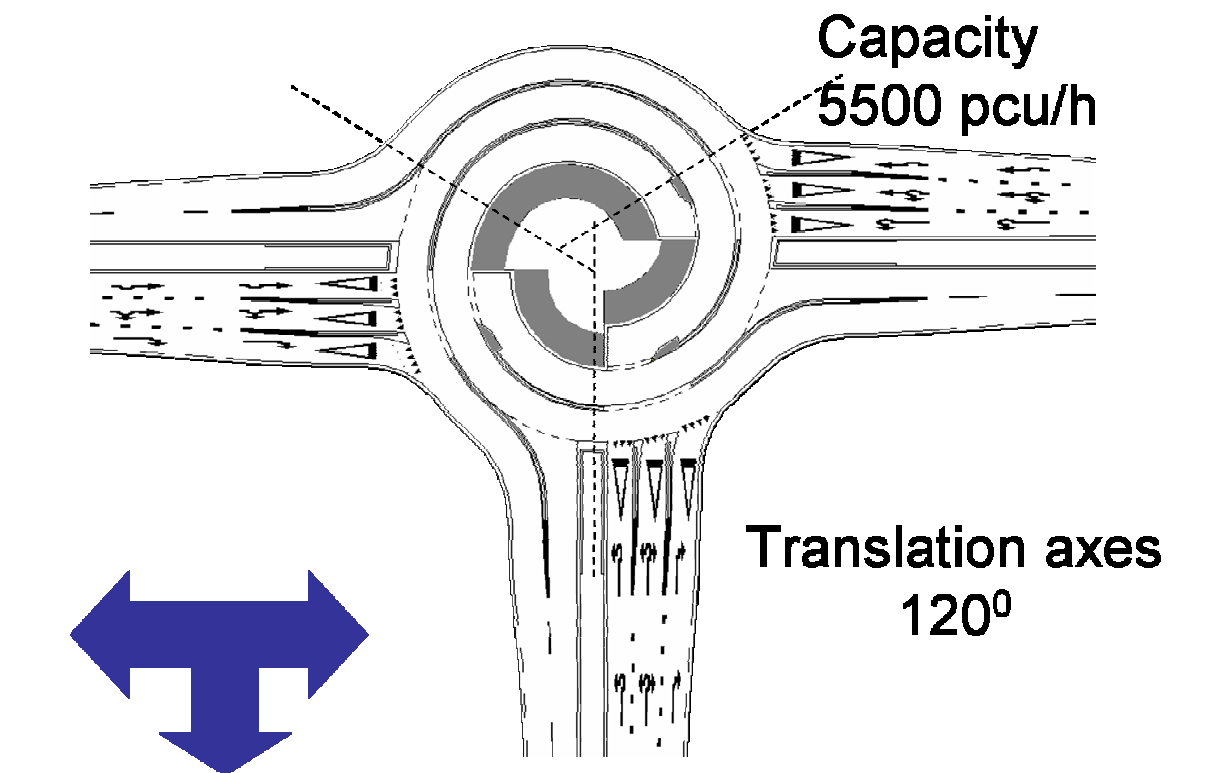 Capacity
5500 pcu/h
Translation axes
120⁰